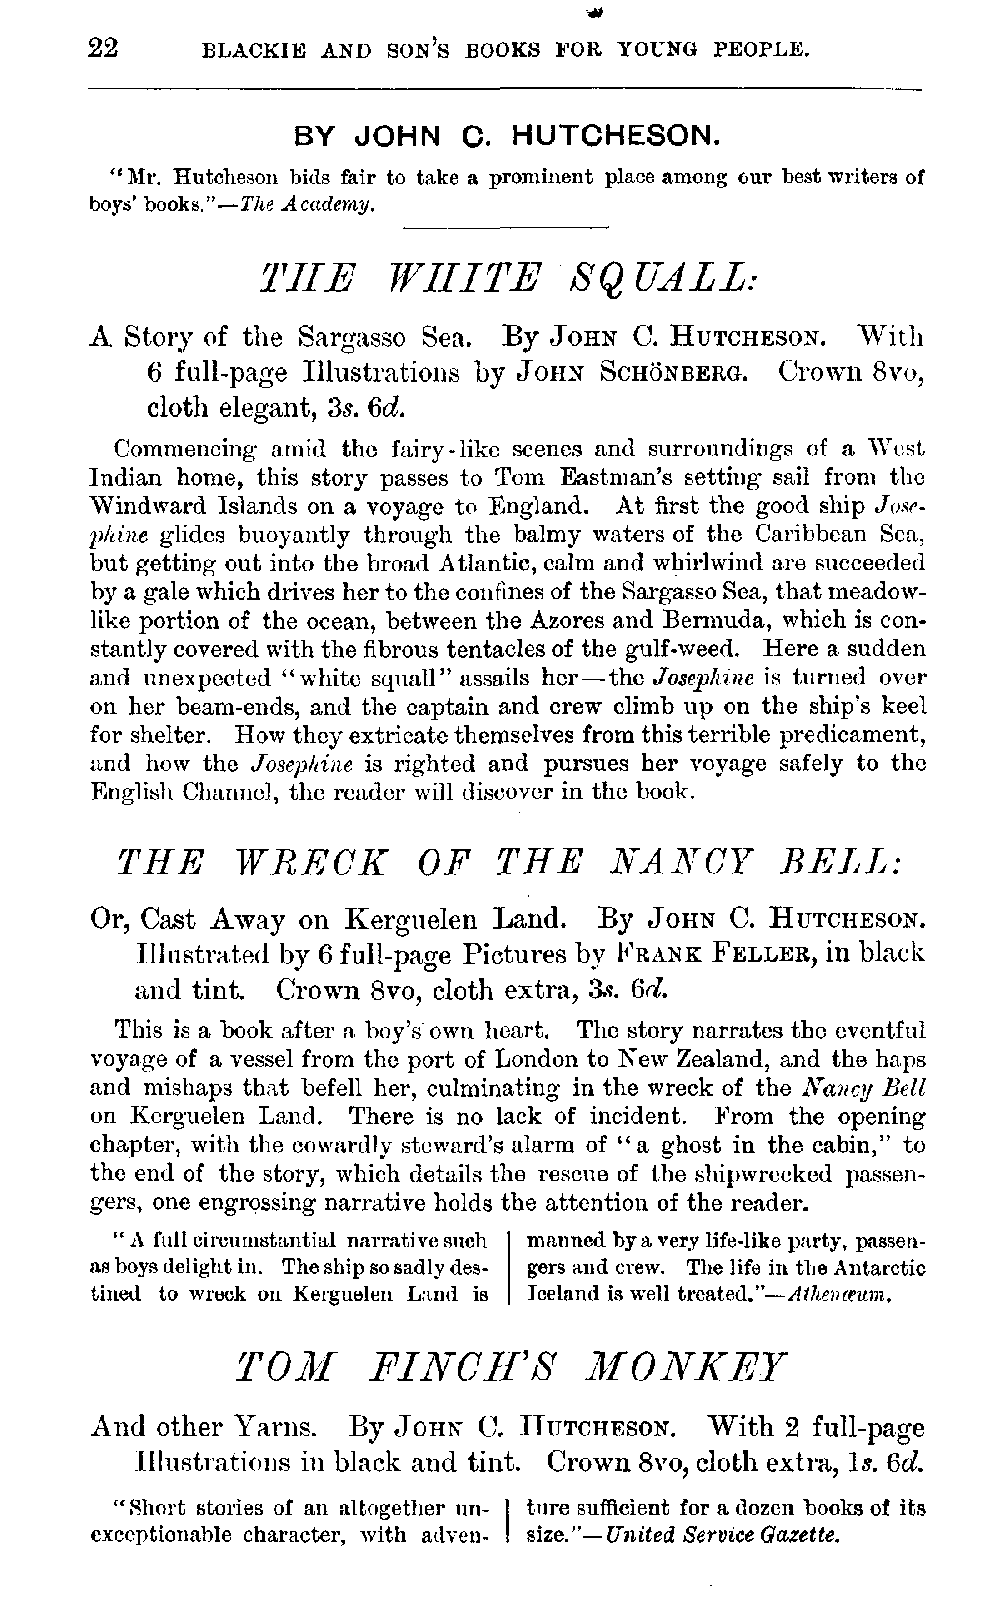 22 BLACKIE AND SON'S BOOKS FOR YOUNG PEOPLE.
BY JOHN C. HUTCHESON.
"Mr. Hutcheson bids fair to take a prominent place among our best writers of
boys' books."—The Academy.
THE WHITE SQUALL:
A Story of the Sargasso Sea. By JOHN C. HUTCHESON. With
6 full-page Illustrations by JOHN SCHÖNBERG. Crown 8vo,
cloth elegant, 3s. 6d.
Commencing amid the fairy-like scenes and surroundings of a West
Indian home, this story passes to Tom Eastman's setting sail from the
Windward Islands on a voyage to England. At first the good ship Jose-
phine glides buoyantly through the balmy waters of the Caribbean Sea,
but getting out into the broad Atlantic, calm and whirlwind are succeeded
by a gale which drives her to the confines of the Sargasso Sea, that meadow-
like portion of the ocean, between the Azores and Bermuda, which is con-
stantly covered with the fibrous tentacles of the gulf-weed. Here a sudden
and unexpected "white squall" assails her—the Josephine is turned over
on her beam-ends, and the captain and crew climb up on the ship's keel
for shelter. How they extricate themselves from this terrible predicament,
and how the Josephine is righted and pursues her voyage safely to the
English Channel, the reader will discover in the book.
THE WRECK OF THE NANCY BELL:
Or, Cast Away on Kerguelen Land. By JOHN C. HUTCHESON.
Illustrated by 6 full-page Pictures by FRANK FELLER, in black
and tint. Crown 8vo, cloth extra, 3s. 6d.
This is a book after a boy's own heart. The story narrates the eventful
voyage of a vessel from the port of London to New Zealand, and the haps
and mishaps that befell her, culminating in the wreck of the Nancy Bell
on Kerguelen Land. There is no lack of incident. From the opening
chapter, with the cowardly steward's alarm of "a ghost in the cabin," to
the end of the story, which details the rescue of the shipwrecked passen-
gers, one engrossing narrative holds the attention of the reader.
"A full circumstantial narrative such
as boys delight in. The ship so sadly des-
tined to wreck on Kerguelen Land is
manned by a very life-like party, passen-
gers and crew. The life in the Antarctic
Iceland is well treated."—Athenæum.
TOM FINCH'S MONKEY
And other Yarns. By JOHN C. HUTCHESON. With 2 full-page
Illustrations in black and tint. Crown 8vo, cloth extra, 1s. 6d.
"Short stories of an altogether un-
exceptionable character, with adven-
ture sufficient for a dozen books of its
size."—United Service Gazette.